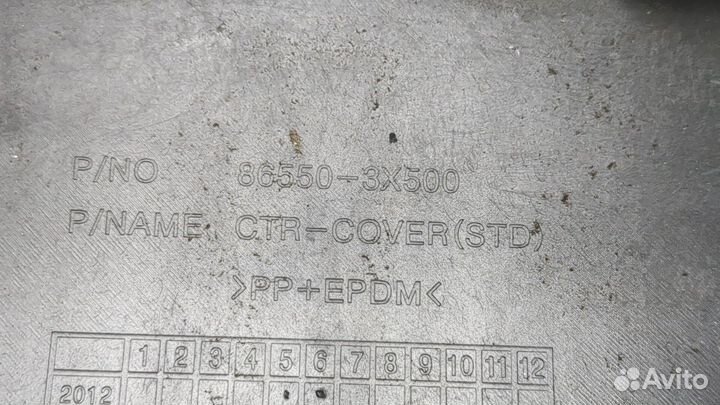 P/NO 86550-3X500
P/NAME CTR-COVER(STD)
>PP+EPDM<
1 2 3 4 5 6 7 8 9 10 11 12
2012
Avito